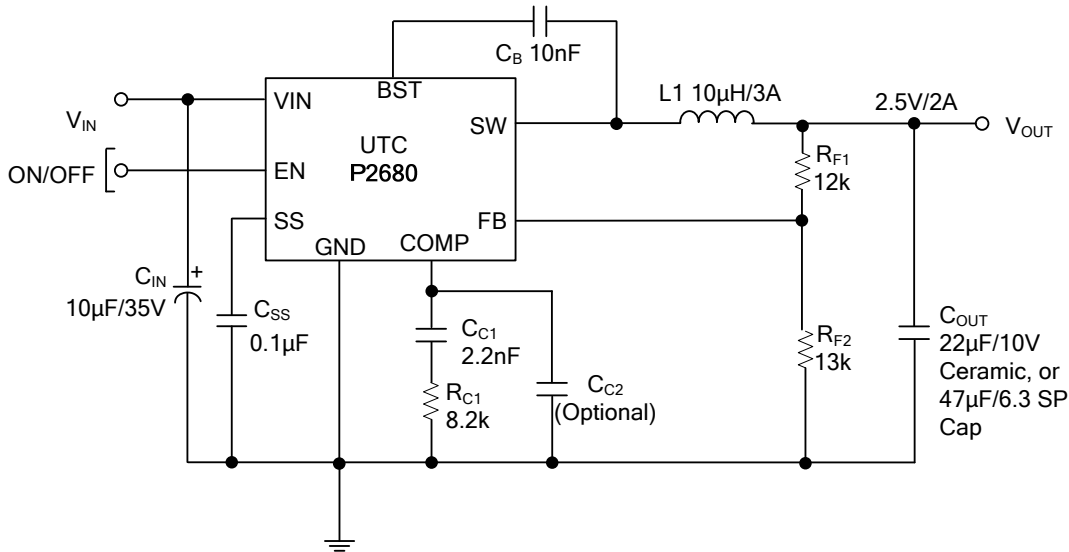 C_B 10nF
BST
VIN
V_IN
SW
L1 10µH/3A
2.5V/2A
V_OUT
UTC
P2680
ON/OFF
EN
R_F1
12k
SS
FB
GND
COMP
C_IN
+
10µF/35V
C_SS
0.1µF
C_C1
2.2nF
R_C1
8.2k
C_C2
(Optional)
R_F2
13k
C_OUT
22µF/10V
Ceramic, or
47µF/6.3 SP
Cap